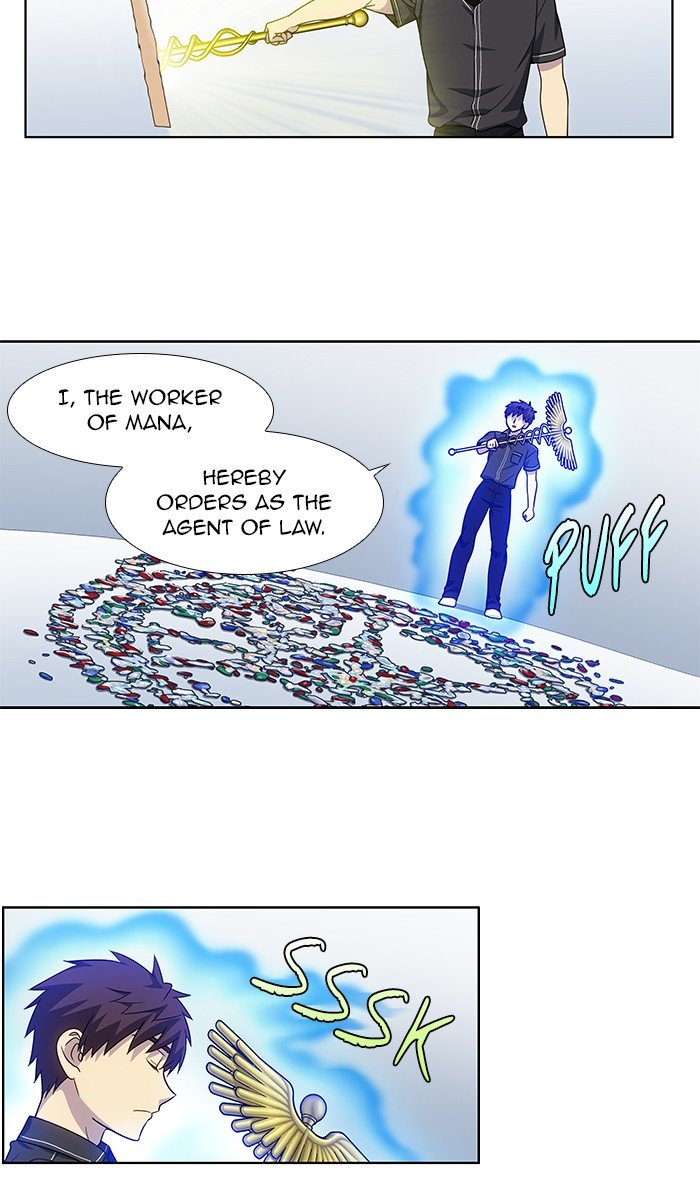 I, THE WORKER
OF MANA,
HEREBY
ORDERS AS THE
AGENT OF LAW.
PUFF
SSSK